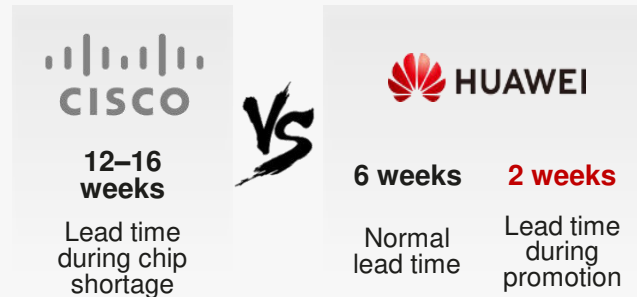 CISCO
VS
HUAWEI
12–16
weeks
Lead time
during chip
shortage
6 weeks
Normal
lead time
2 weeks
Lead time
during
promotion